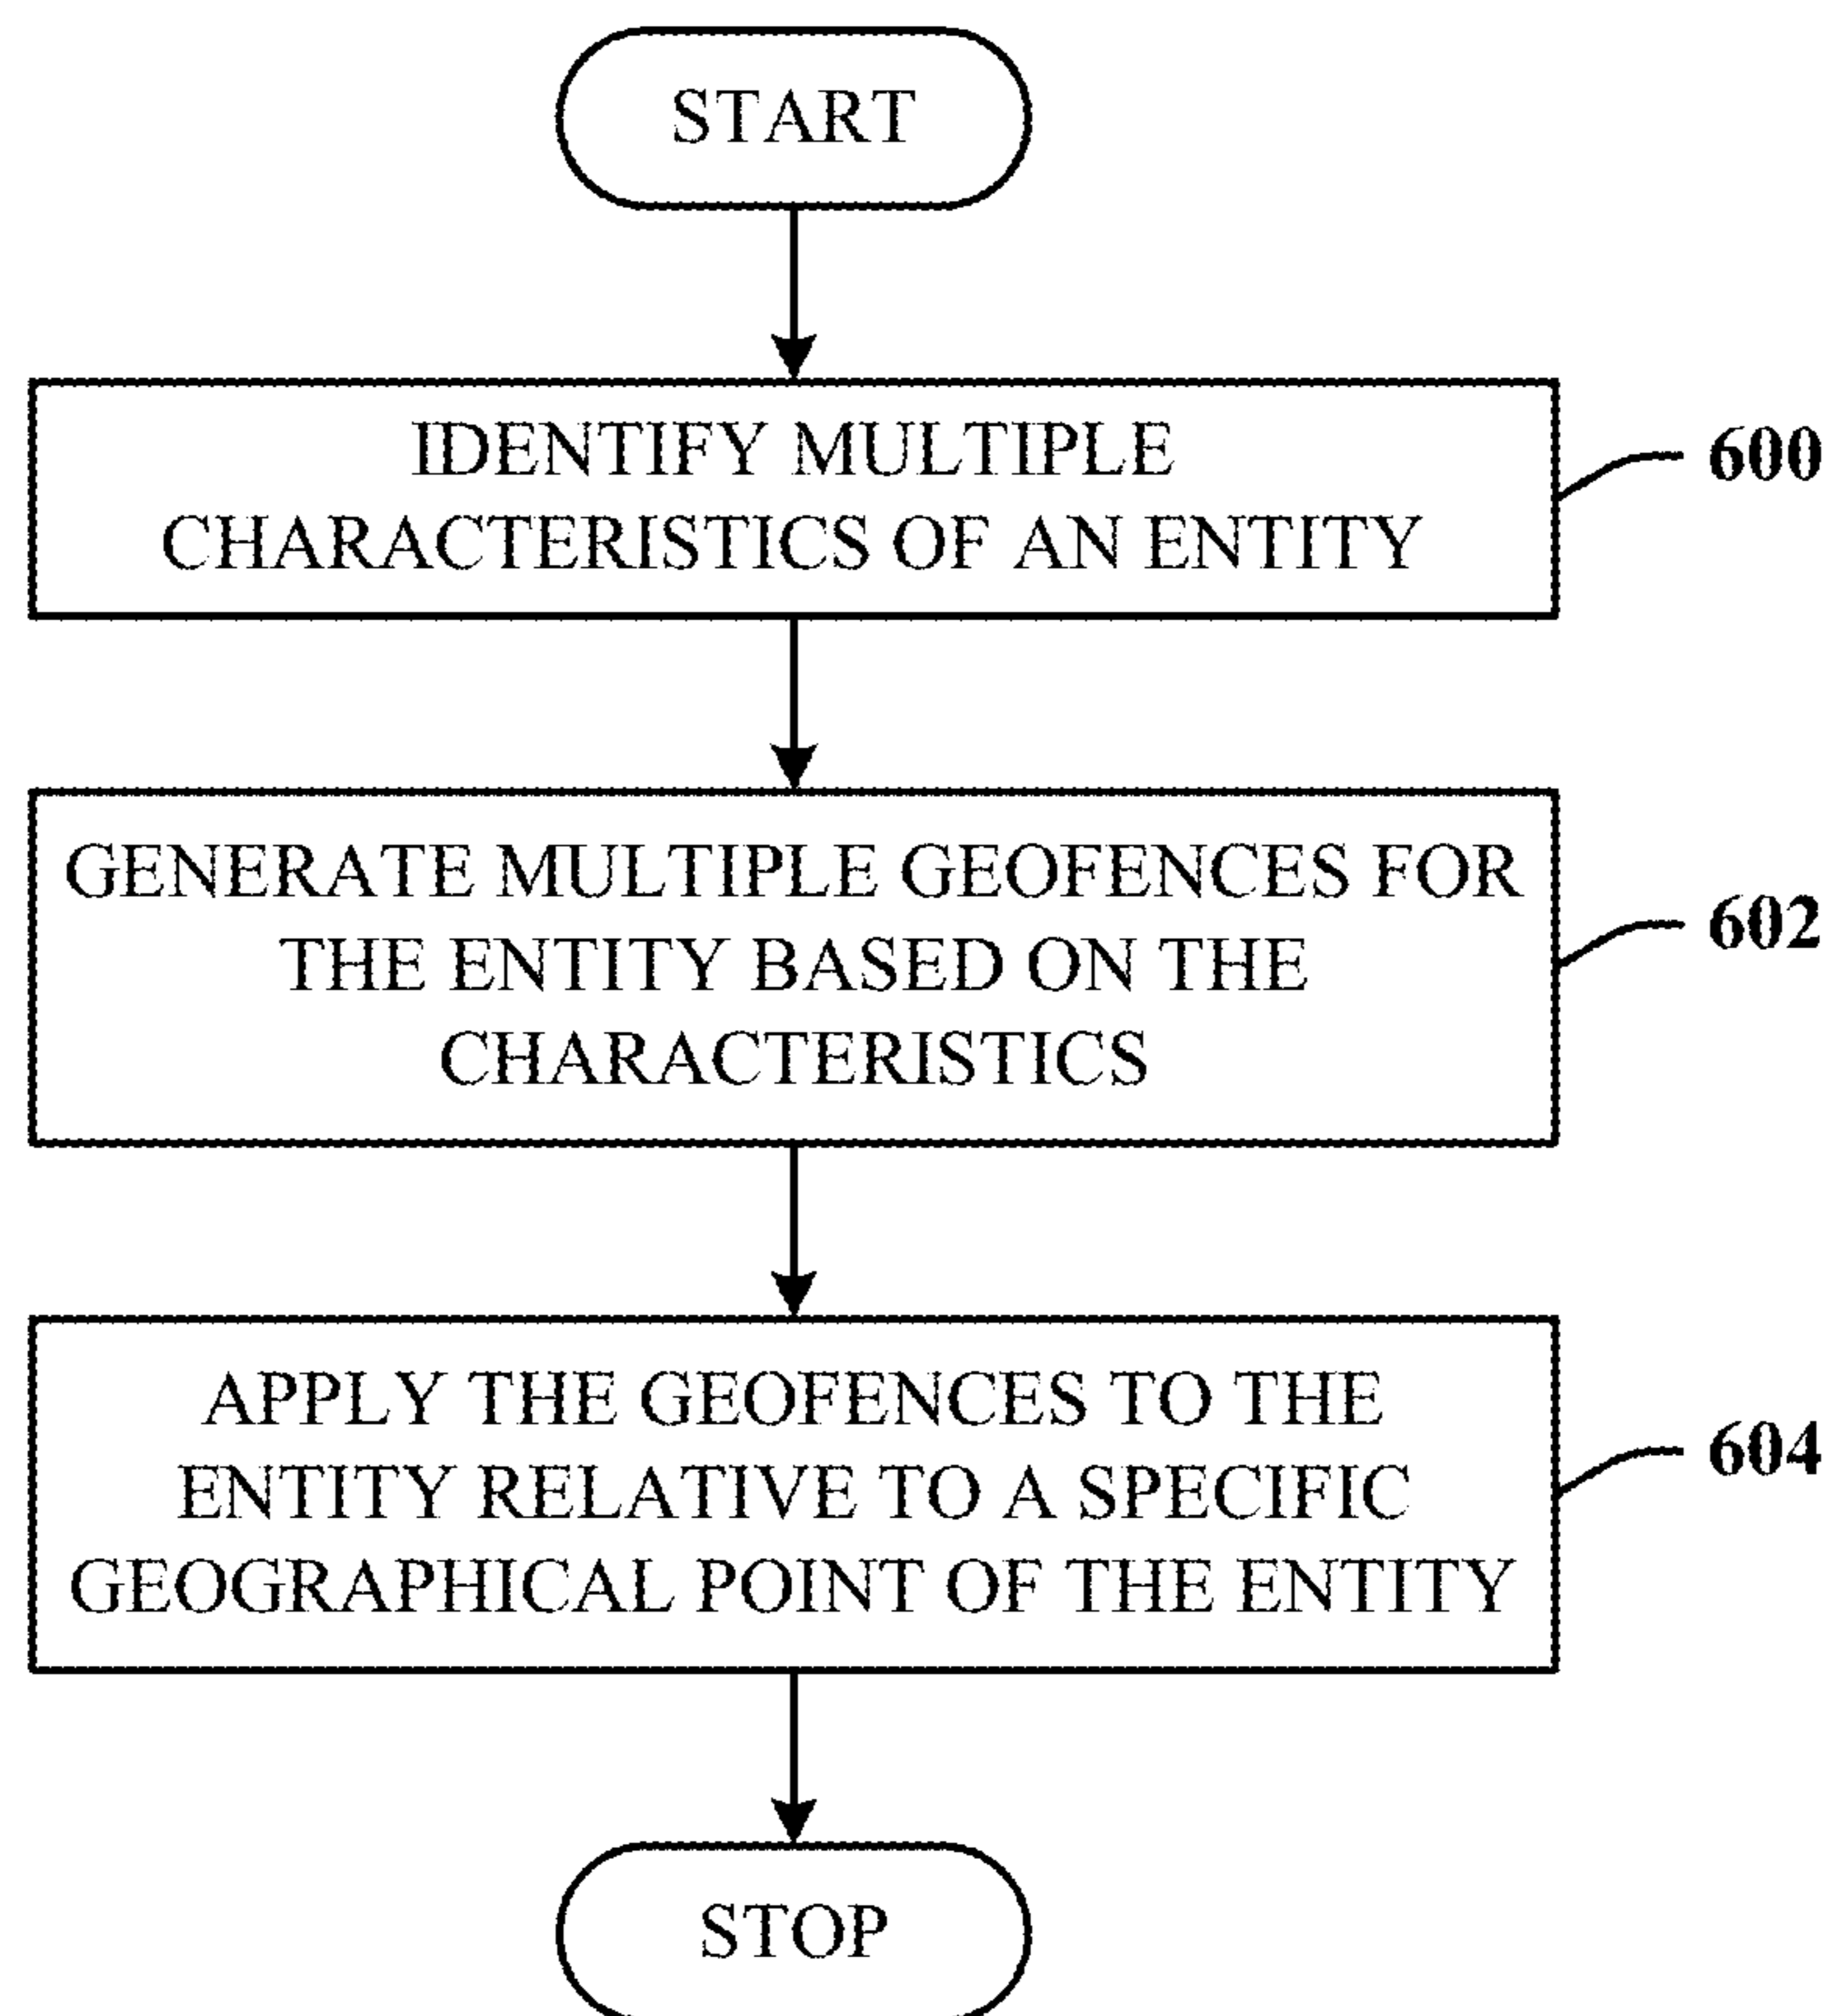 START
IDENTIFY MULTIPLE
CHARACTERISTICS OF AN ENTITY
600
GENERATE MULTIPLE GEOFENCES FOR
THE ENTITY BASED ON THE
CHARACTERISTICS
602
APPLY THE GEOFENCES TO THE
ENTITY RELATIVE TO A SPECIFIC
GEOGRAPHICAL POINT OF THE ENTITY
604
STOP